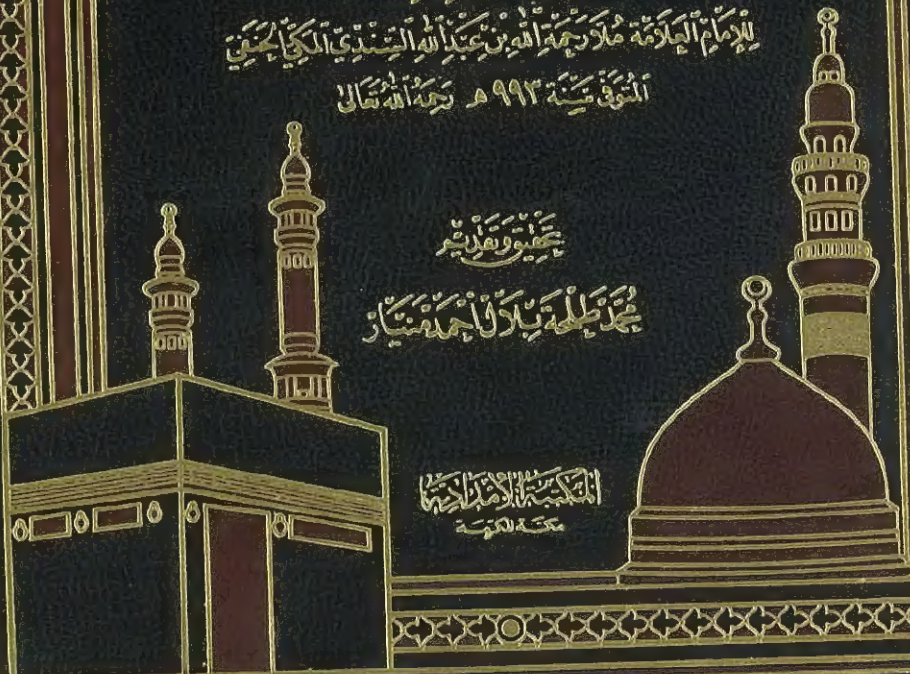 للإمام العلامة ملا رحمة الله بن عبد الله السندي المكي الحنفي
المتوفى سنة ٩٩٣ هـ رحمه الله تعالى
تحقيق وتقديم
محمد طلحة بلال أحمد منيار
المكتبة الإمدادية
مكة المكرمة